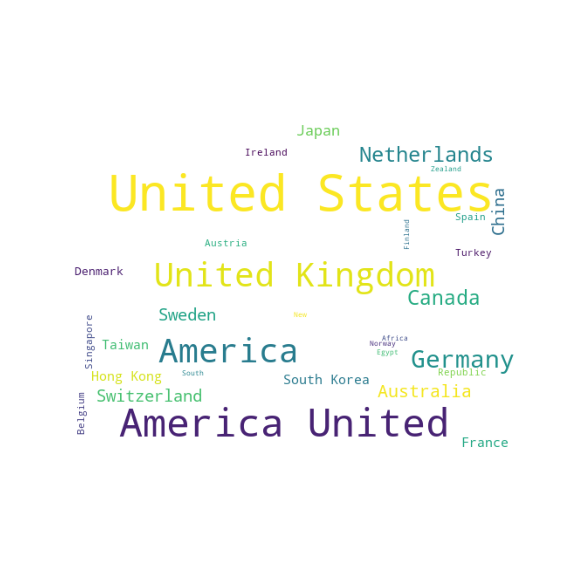 Japan
Ireland
Netherlands
Zealand
United States
China
Spain
Finland
Austria
Turkey
Denmark
United Kingdom
Canada
Sweden
New
Singapore
Africa
Norway
Taiwan
America
Egypt
Germany
South
Republic
Hong Kong
South Korea
Australia
Switzerland
Belgium
America United
France